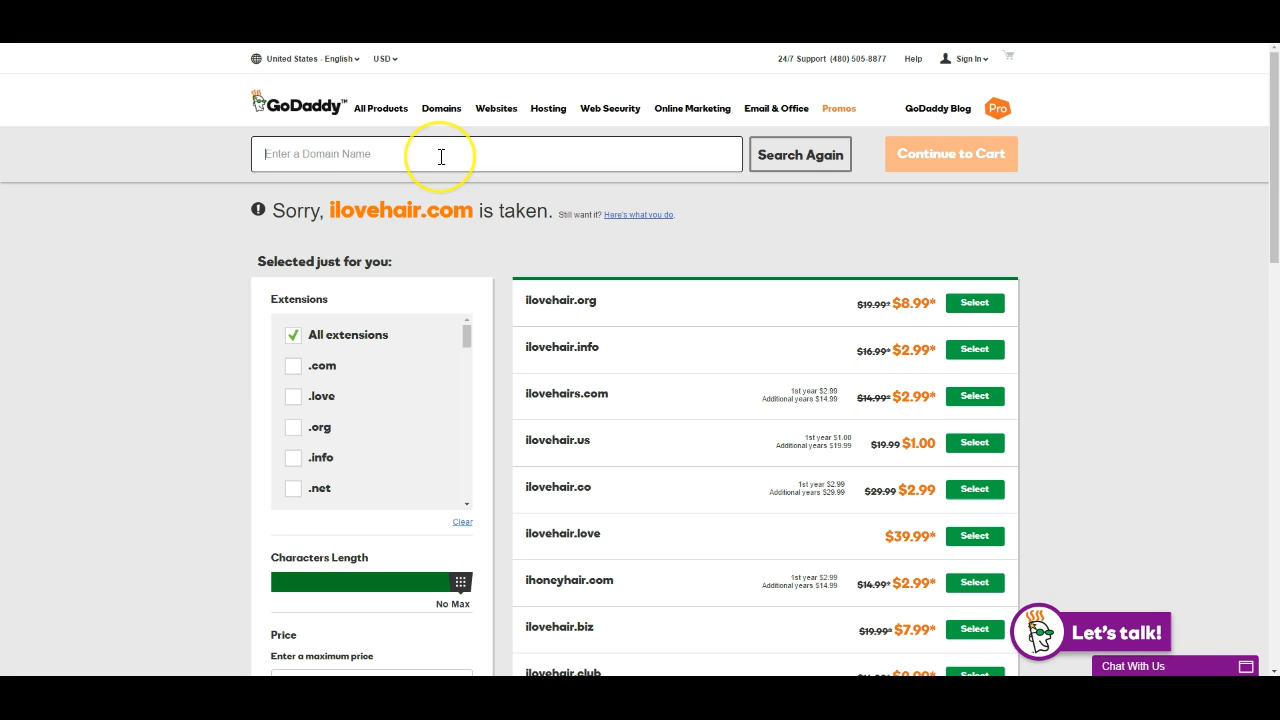 United States - English
USD
24/7 Support (480) 505-8877
Help
Sign In
GoDaddy™
All Products
Domains
Websites
Hosting
Web Security
Online Marketing
Email & Office
Promos
GoDaddy Blog
Pro
Enter a Domain Name
Search Again
Continue to Cart
Sorry, ilovehair.com is taken. Still want it? Here's what you do.
Selected just for you:
Extensions
All extensions
.com
.love
.org
.info
.net
Clear
Characters Length
No Max
Price
Enter a maximum price
ilovehair.org
$19.99* $8.99*
Select
ilovehair.info
$16.99* $2.99*
Select
ilovehairs.com
1st year $2.99
Additional years $14.99
$14.99* $2.99*
Select
ilovehair.us
1st year $1.00
Additional years $19.99
$19.99 $1.00
Select
ilovehair.co
1st year $2.99
Additional years $29.99
$29.99 $2.99
Select
ilovehair.love
$39.99*
Select
ihoneyhair.com
1st year $2.99
Additional years $14.99
$14.99* $2.99*
Select
ilovehair.biz
$19.99* $7.99*
Select
ilovehair.club
Select
Let's talk!
Chat With Us